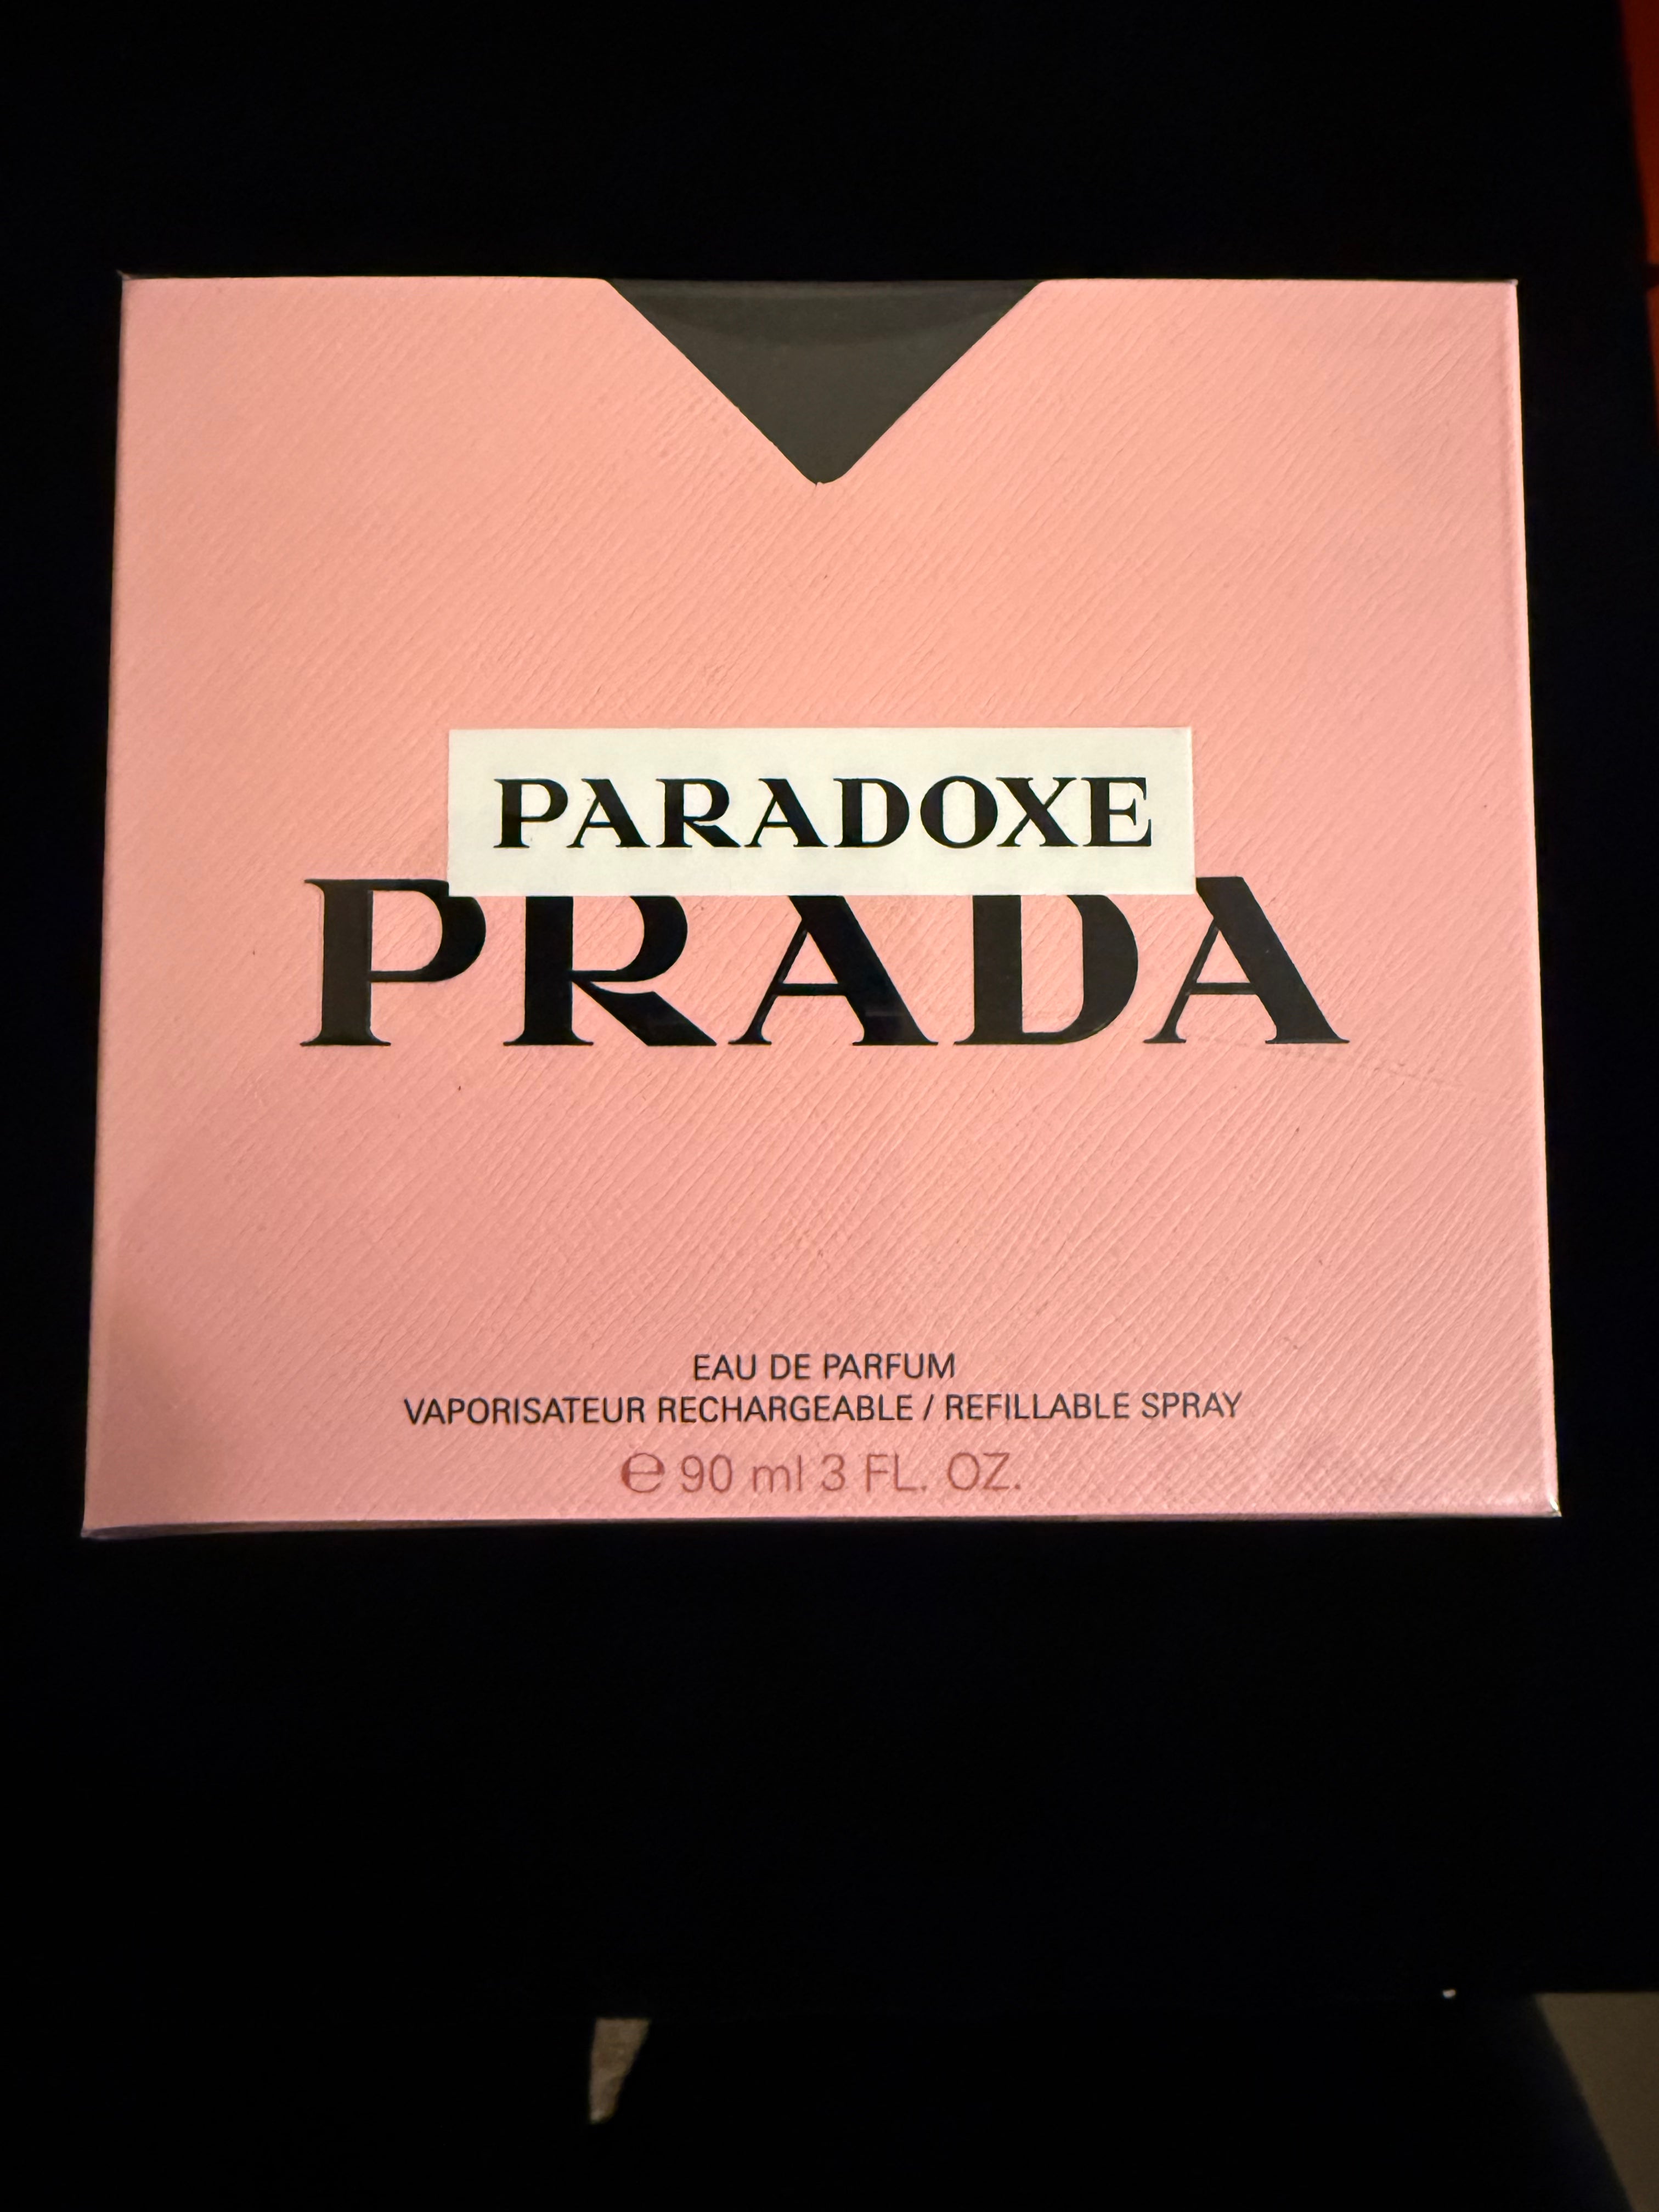 PARADOXE
PRADA
EAU DE PARFUM
VAPORISATEUR RECHARGEABLE / REFILLABLE SPRAY
℮ 90 ml 3 FL. OZ.